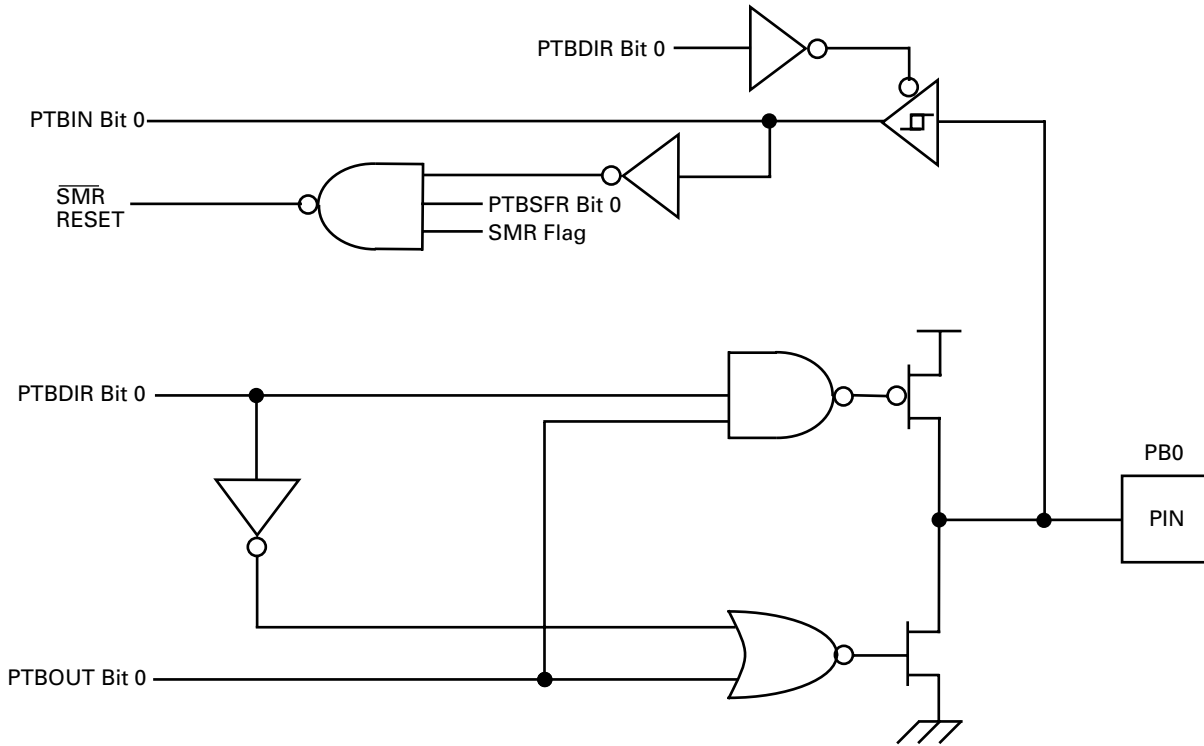 PTBDIR Bit 0
PTBIN Bit 0
SMR
RESET
PTBSFR Bit 0
SMR Flag
PTBDIR Bit 0
PB0
PIN
PTBOUT Bit 0